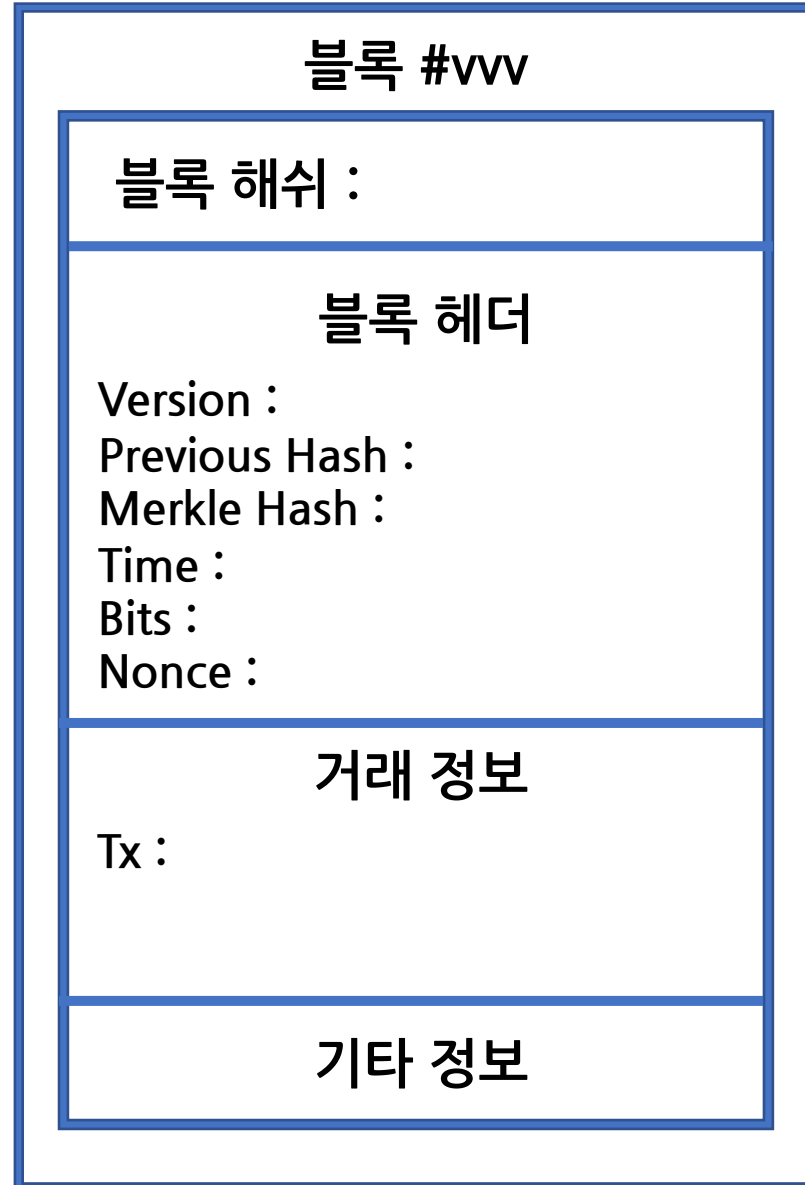 블록 #vvv
블록 해쉬 :
블록 헤더
Version :
Previous Hash :
Merkle Hash :
Time :
Bits :
Nonce :
거래 정보
Tx :
기타 정보